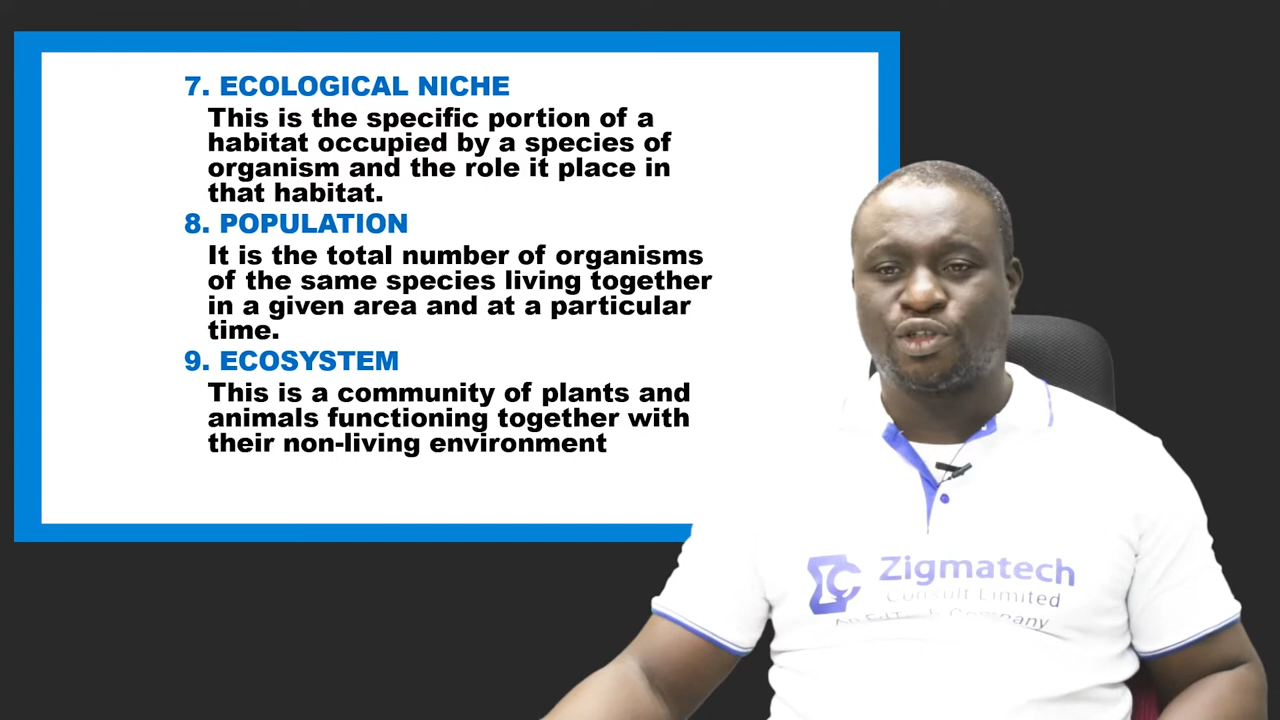 7. ECOLOGICAL NICHE
This is the specific portion of a
habitat occupied by a species of
organism and the role it place in
that habitat.
8. POPULATION
It is the total number of organisms
of the same species living together
in a given area and at a particular
time.
9. ECOSYSTEM
This is a community of plants and
animals functioning together with
their non-living environment
Zigmatech
Consult Limited
Company